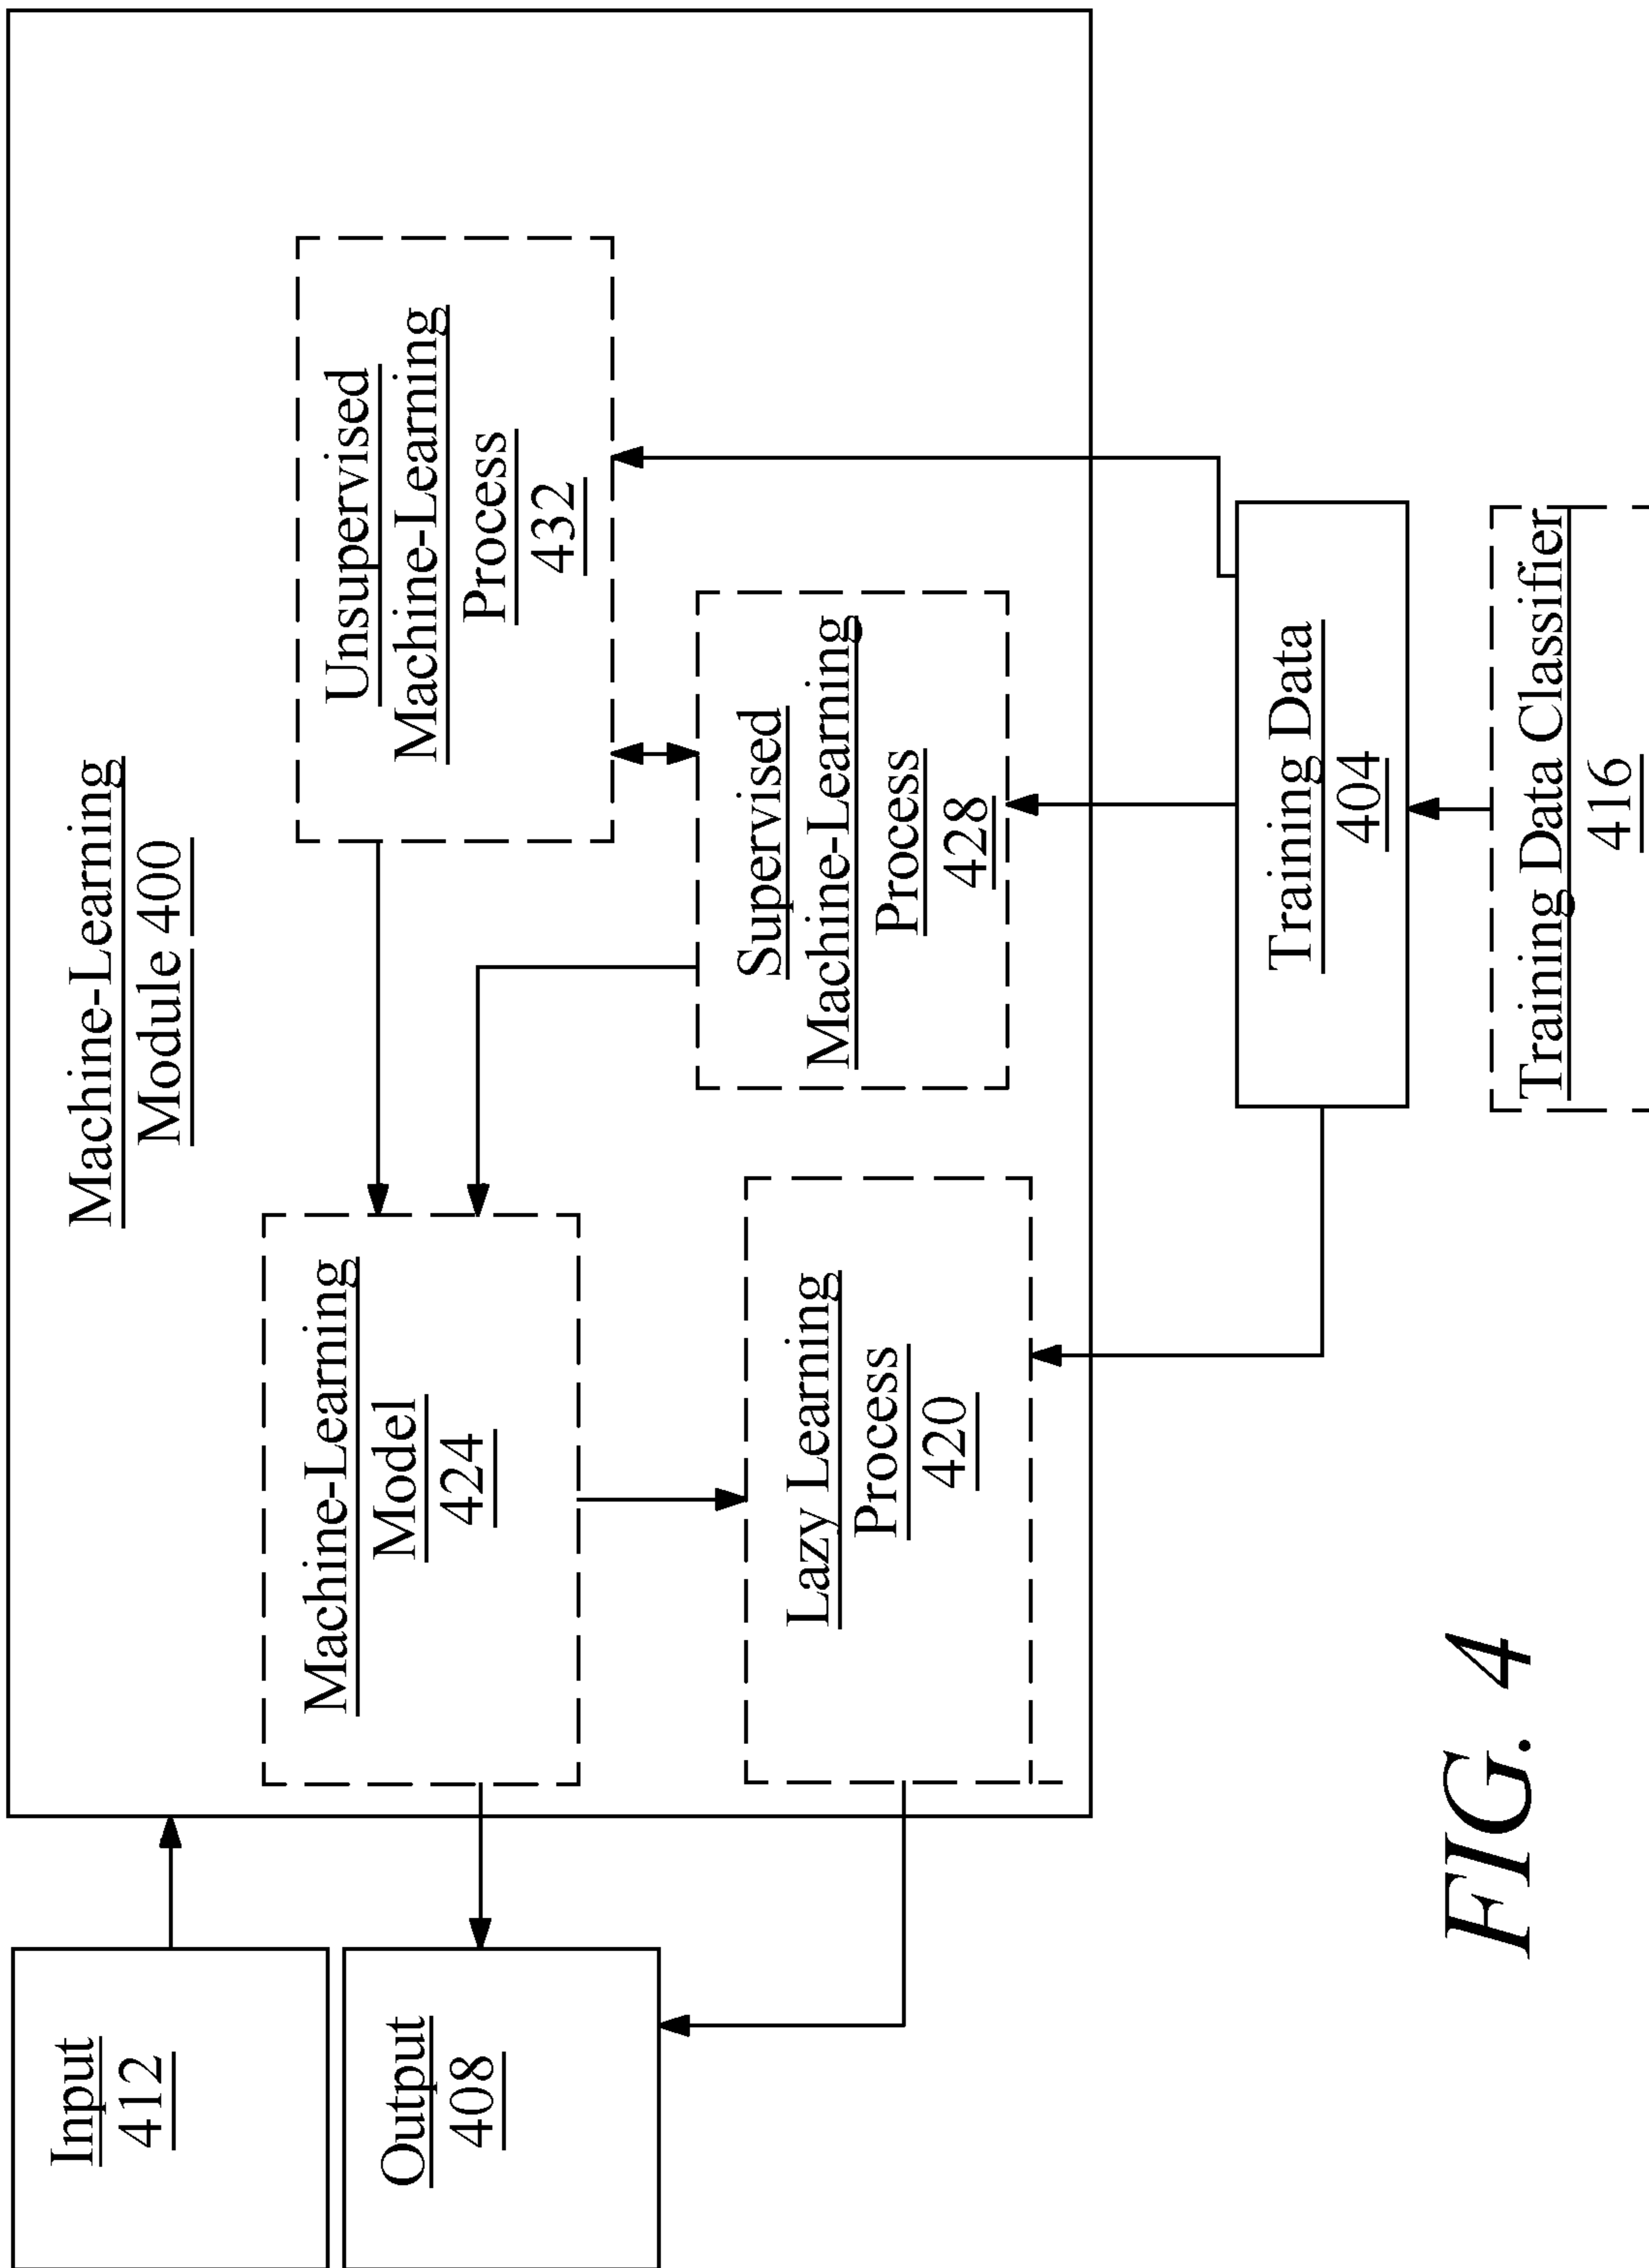 Machine-Learning
Module 400
Input
412
Output
408
Machine-Learning
Model
424
Unsupervised
Machine-Learning
Process
432
Supervised
Machine-Learning
Process
428
Lazy Learning
Process
420
Training Data
404
Training Data Classifier
416
FIG. 4